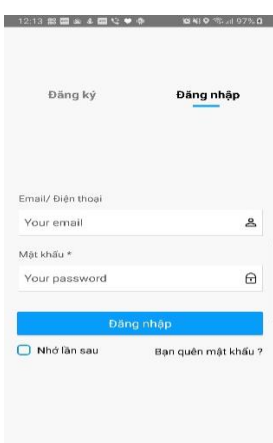 12:13 97%
Đăng ký Đăng nhập
Email/ Điện thoại
Your email
Mật khẩu *
Your password
Đăng nhập
Nhớ lần sau Bạn quên mật khẩu ?